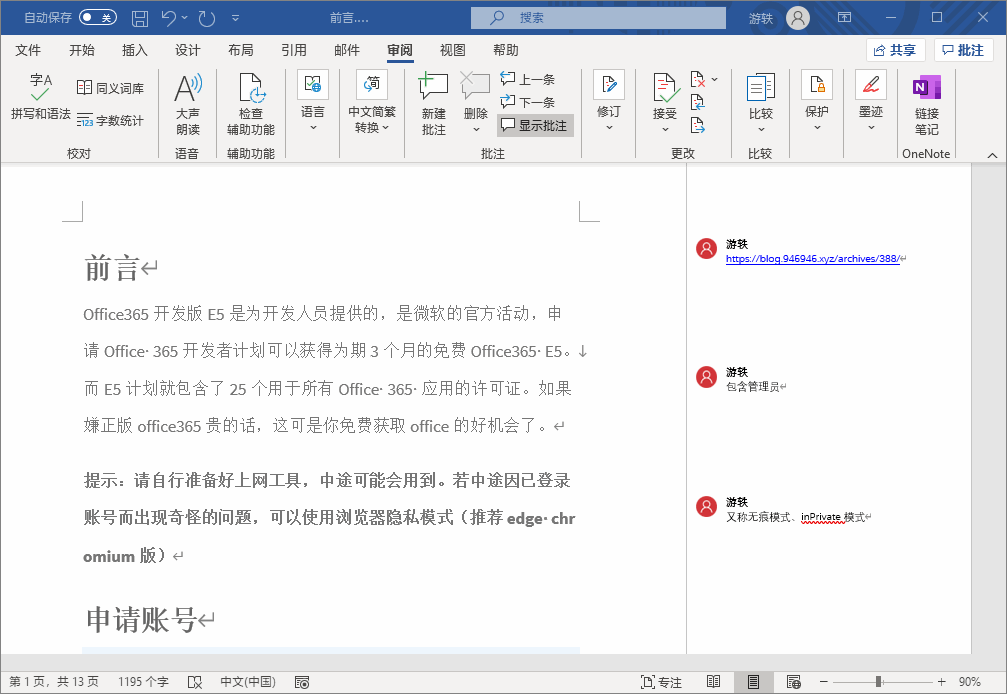 自动保存 关 前言.... 搜索 游轶
文件 开始 插入 设计 布局 引用 邮件 审阅 视图 帮助 共享 批注
字A
拼写和语法
同义词库
123 字数统计
校对
A
大声
朗读
语音
检查
辅助功能
辅助功能
语言
简
中文简繁
转换
新建
批注
删除
上一条
下一条
显示批注
批注
修订
接受
更改
比较
比较
保护
墨迹
N
链接
笔记
OneNote
前言↵
Office365 开发版 E5 是为开发人员提供的，是微软的官方活动，申
请 Office· 365 开发者计划可以获得为期 3 个月的免费 Office365· E5。↓
而 E5 计划就包含了 25 个用于所有 Office· 365· 应用的许可证。如果
嫌正版 office365 贵的话，这可是你免费获取 office 的好机会了。↵
提示：请自行准备好上网工具，中途可能会用到。若中途因已登录
账号而出现奇怪的问题，可以使用浏览器隐私模式（推荐 edge· chr
omium 版）↵
申请账号↵
游轶
https://blog.946946.xyz/archives/388/↵
游轶
包含管理员↵
游轶
又称无痕模式、inPrivate 模式↵
第 1 页，共 13 页 1195 个字 中文(中国) 专注 90%